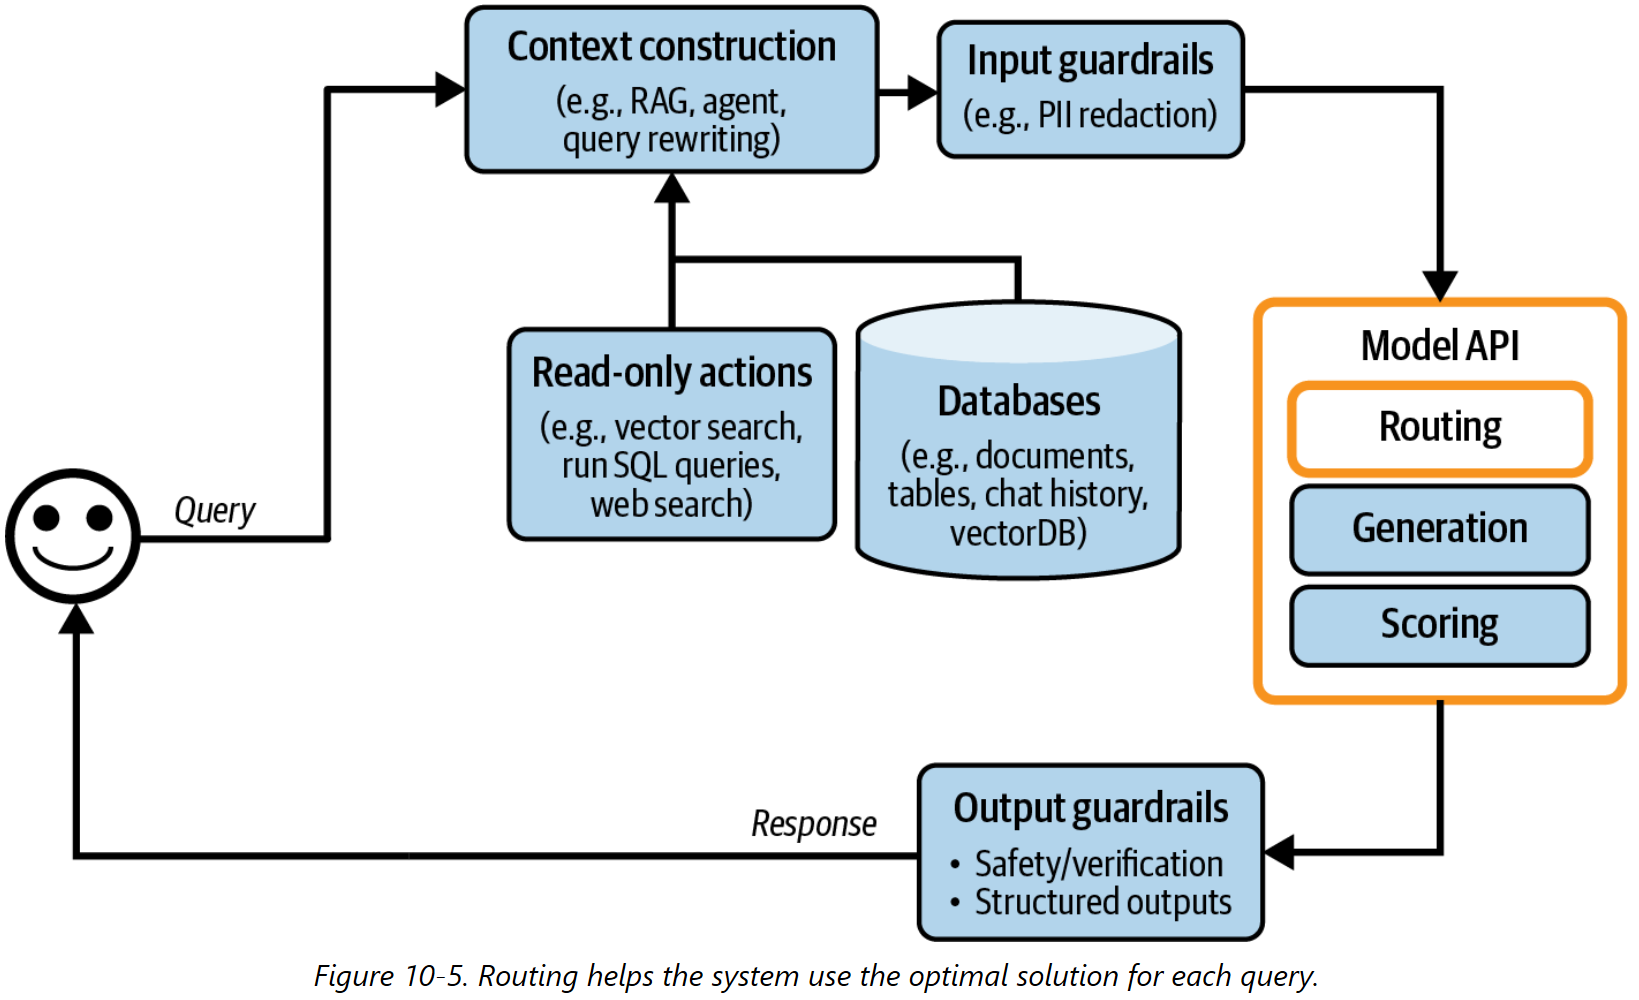 Context construction
(e.g., RAG, agent,
query rewriting)
Input guardrails
(e.g., PII redaction)
Read-only actions
(e.g., vector search,
run SQL queries,
web search)
Databases
(e.g., documents,
tables, chat history,
vectorDB)
Model API
Routing
Generation
Scoring
Query
Response
Output guardrails
• Safety/verification
• Structured outputs
Figure 10-5. Routing helps the system use the optimal solution for each query.